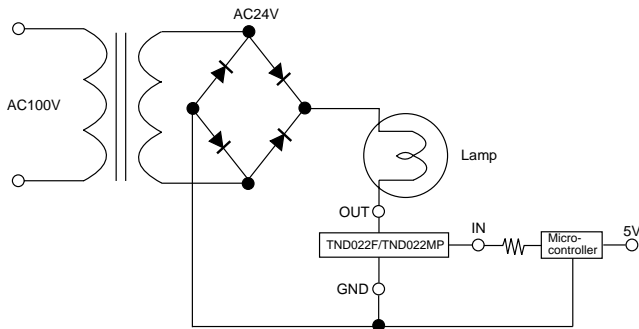 AC24V
AC100V
Lamp
OUT
IN
TND022F/TND022MP
Micro-
controller
5V
GND